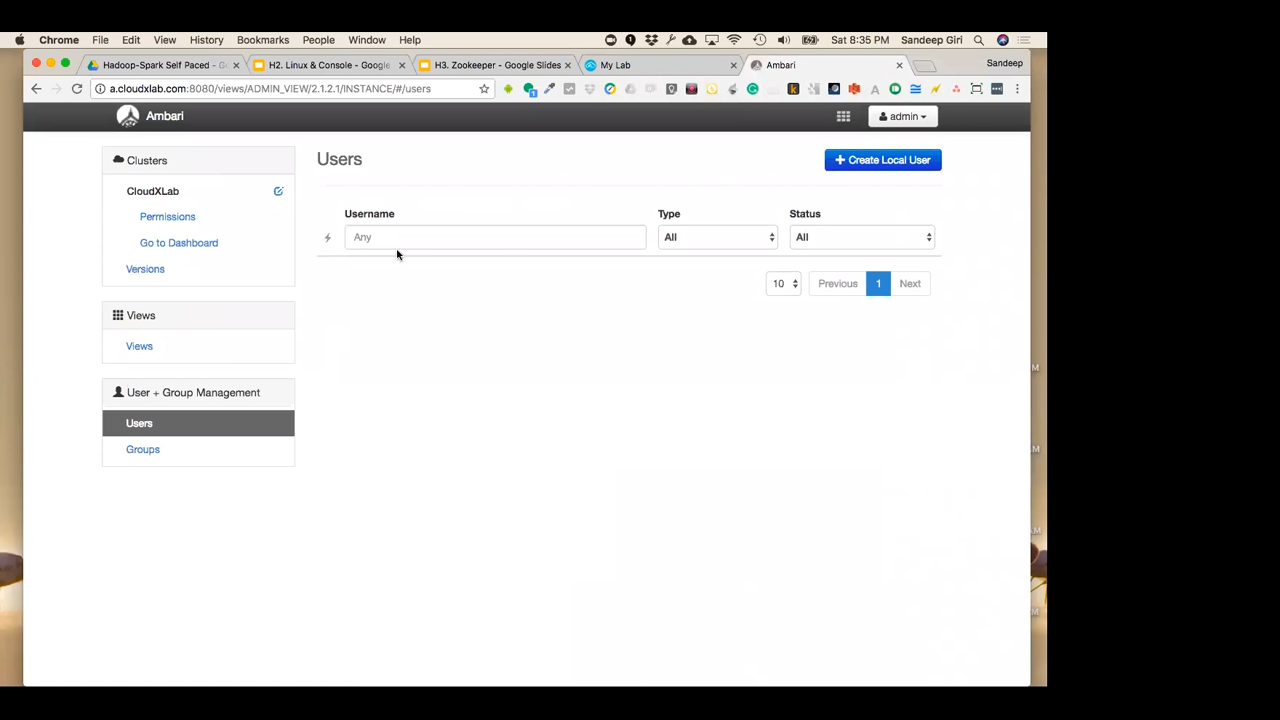 Chrome File Edit View History Bookmarks People Window Help Sat 8:35 PM Sandeep Giri
Hadoop-Spark Self Paced - G
H2. Linux & Console - Google
H3. Zookeeper - Google Slides
My Lab
Ambari
Sandeep
a.cloudxlab.com:8080/views/ADMIN_VIEW/2.1.2.1/INSTANCE/#/users
Ambari
admin
Clusters
CloudXLab
Permissions
Go to Dashboard
Versions
Views
Views
User + Group Management
Users
Groups
Users
Create Local User
Username Type Status
Any All All
10 Previous 1 Next